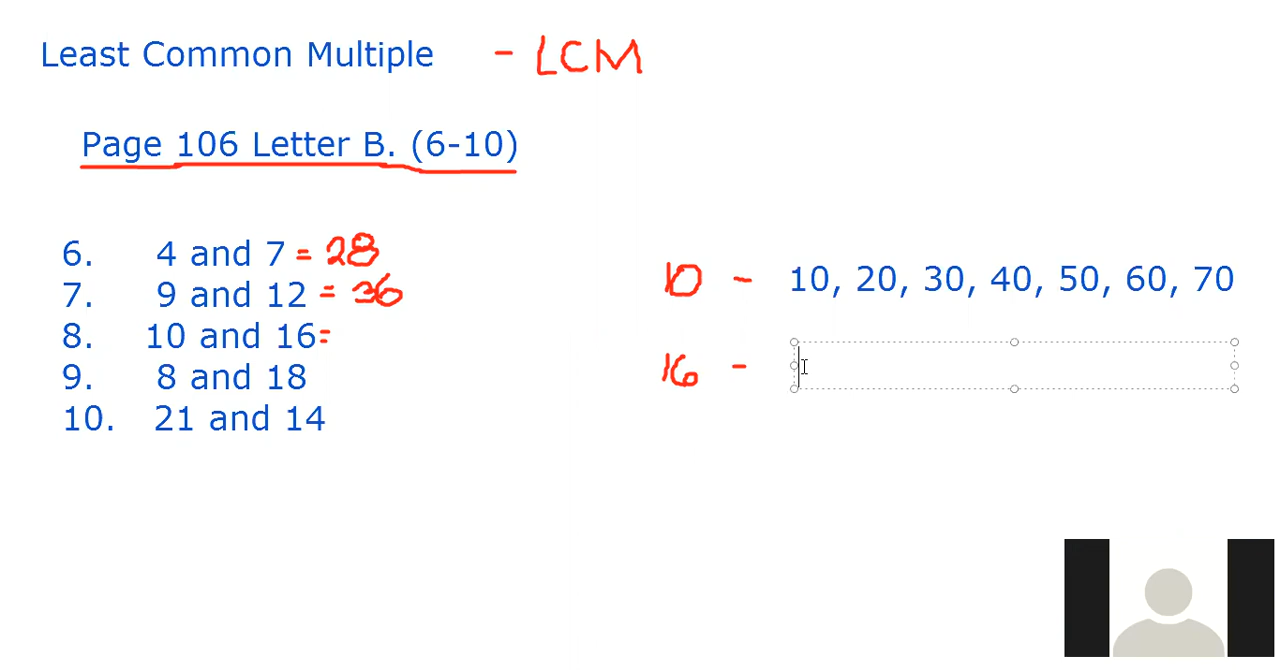 Least Common Multiple - LCM
Page 106 Letter B. (6-10)
6. 4 and 7 = 28
7. 9 and 12 = 36
8. 10 and 16=
9. 8 and 18
10. 21 and 14
10 - 10, 20, 30, 40, 50, 60, 70
16 -